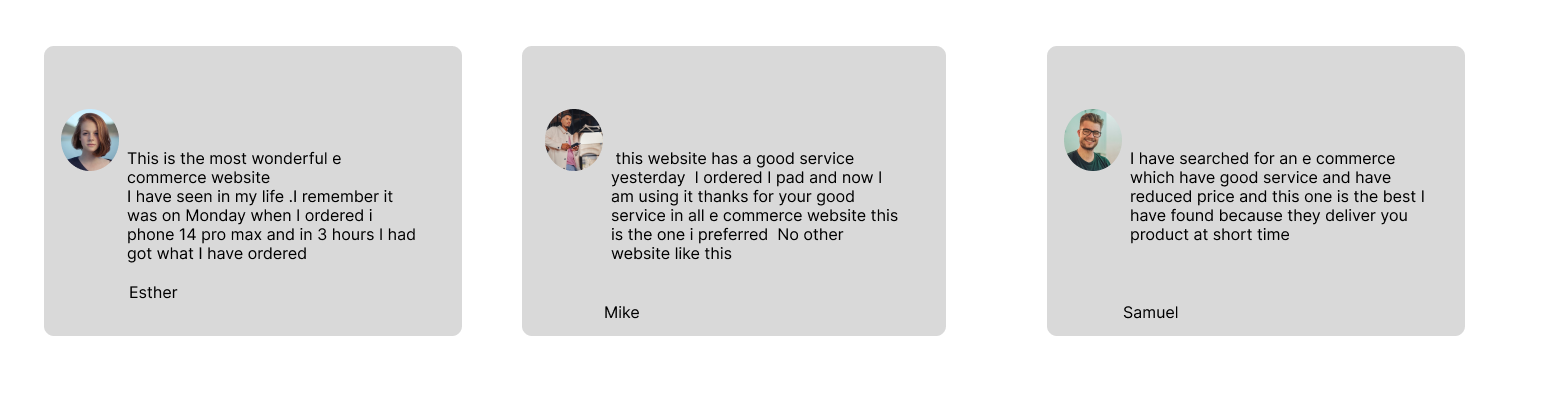 This is the most wonderful e
commerce website
I have seen in my life .I remember it
was on Monday when I ordered i
phone 14 pro max and in 3 hours I had
got what I have ordered
Esther
this website has a good service
yesterday  I ordered I pad and now I
am using it thanks for your good
service in all e commerce website this
is the one i preferred  No other
website like this
Mike
I have searched for an e commerce
which have good service and have
reduced price and this one is the best I
have found because they deliver you
product at short time
Samuel